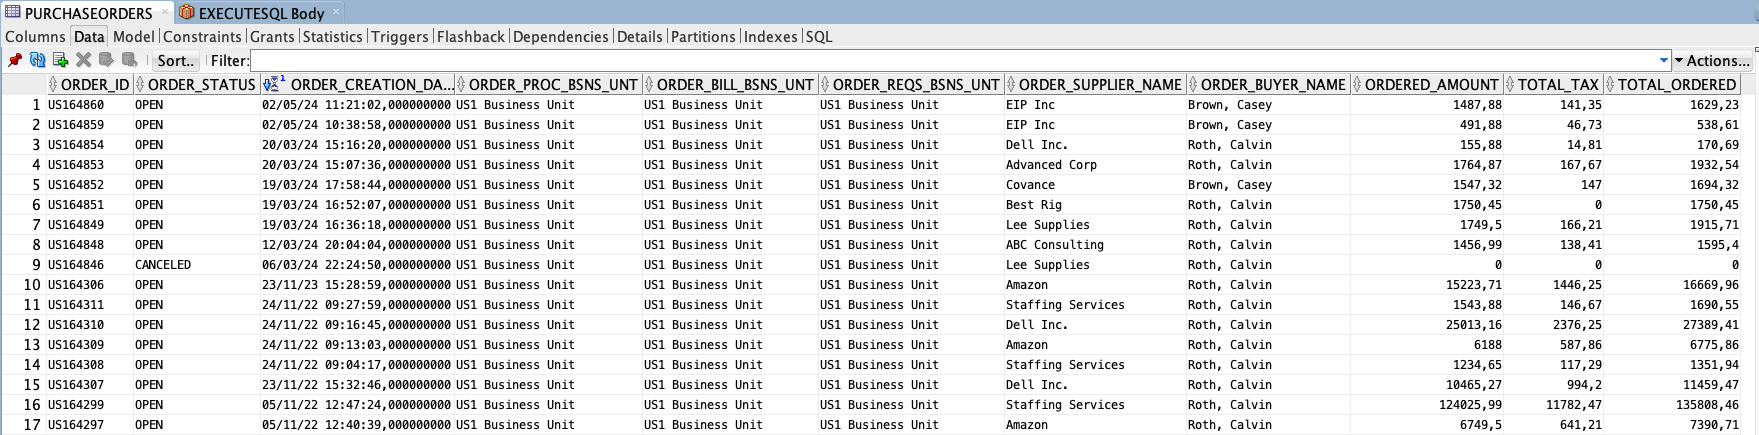 PURCHASEORDERS EXECUTESQL Body
Columns Data Model Constraints Grants Statistics Triggers Flashback Dependencies Details Partitions Indexes SQL
Sort.. Filter: Actions...
ORDER_ID ORDER_STATUS 1 ORDER_CREATION_DA... ORDER_PROC_BSNS_UNT ORDER_BILL_BSNS_UNT ORDER_REQS_BSNS_UNT ORDER_SUPPLIER_NAME ORDER_BUYER_NAME ORDERED_AMOUNT TOTAL_TAX TOTAL_ORDERED
1 US164860 OPEN 02/05/24 11:21:02,000000000 US1 Business Unit US1 Business Unit US1 Business Unit EIP Inc Brown, Casey 1487,88 141,35 1629,23
2 US164859 OPEN 02/05/24 10:38:58,000000000 US1 Business Unit US1 Business Unit US1 Business Unit EIP Inc Brown, Casey 491,88 46,73 538,61
3 US164854 OPEN 20/03/24 15:16:20,000000000 US1 Business Unit US1 Business Unit US1 Business Unit Dell Inc. Roth, Calvin 155,88 14,81 170,69
4 US164853 OPEN 20/03/24 15:07:36,000000000 US1 Business Unit US1 Business Unit US1 Business Unit Advanced Corp Roth, Calvin 1764,87 167,67 1932,54
5 US164852 OPEN 19/03/24 17:58:44,000000000 US1 Business Unit US1 Business Unit US1 Business Unit Covance Brown, Casey 1547,32 147 1694,32
6 US164851 OPEN 19/03/24 16:52:07,000000000 US1 Business Unit US1 Business Unit US1 Business Unit Best Rig Roth, Calvin 1750,45 0 1750,45
7 US164849 OPEN 19/03/24 16:36:18,000000000 US1 Business Unit US1 Business Unit US1 Business Unit Lee Supplies Roth, Calvin 1749,5 166,21 1915,71
8 US164848 OPEN 12/03/24 20:04:04,000000000 US1 Business Unit US1 Business Unit US1 Business Unit ABC Consulting Roth, Calvin 1456,99 138,41 1595,4
9 US164846 CANCELED 06/03/24 22:24:50,000000000 US1 Business Unit US1 Business Unit US1 Business Unit Lee Supplies Roth, Calvin 0 0 0
10 US164306 OPEN 23/11/23 15:28:59,000000000 US1 Business Unit US1 Business Unit US1 Business Unit Amazon Roth, Calvin 15223,71 1446,25 16669,96
11 US164311 OPEN 24/11/22 09:27:59,000000000 US1 Business Unit US1 Business Unit US1 Business Unit Staffing Services Roth, Calvin 1543,88 146,67 1690,55
12 US164310 OPEN 24/11/22 09:16:45,000000000 US1 Business Unit US1 Business Unit US1 Business Unit Dell Inc. Roth, Calvin 25013,16 2376,25 27389,41
13 US164309 OPEN 24/11/22 09:13:03,000000000 US1 Business Unit US1 Business Unit US1 Business Unit Amazon Roth, Calvin 6188 587,86 6775,86
14 US164308 OPEN 24/11/22 09:04:17,000000000 US1 Business Unit US1 Business Unit US1 Business Unit Staffing Services Roth, Calvin 1234,65 117,29 1351,94
15 US164307 OPEN 23/11/22 15:32:46,000000000 US1 Business Unit US1 Business Unit US1 Business Unit Dell Inc. Roth, Calvin 10465,27 994,2 11459,47
16 US164299 OPEN 05/11/22 12:47:24,000000000 US1 Business Unit US1 Business Unit US1 Business Unit Staffing Services Roth, Calvin 124025,99 11782,47 135808,46
17 US164297 OPEN 05/11/22 12:40:39,000000000 US1 Business Unit US1 Business Unit US1 Business Unit Amazon Roth, Calvin 6749,5 641,21 7390,71